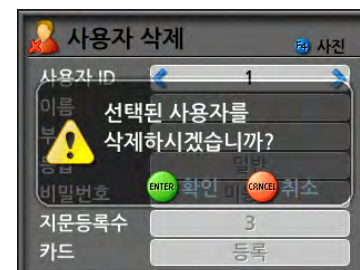 사용자 삭제
F4 사진
사용자 ID 1
이름
선택된 사용자를
삭제하시겠습니까?
일반
비밀번호
ENTER 확인 CANCEL 취소
지문등록수 3
카드 등록